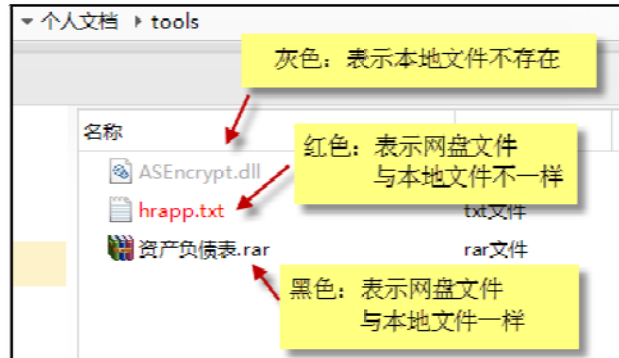 个人文档 ▸ tools
灰色：表示本地文件不存在
名称
红色：表示网盘文件
与本地文件不一样
ASEncrypt.dll
hrapp.txt
txt文件
资产负债表.rar
rar文件
黑色：表示网盘文件
与本地文件一样